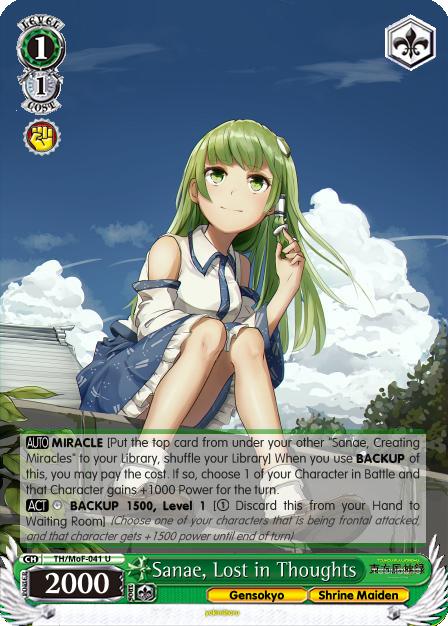 LEVEL
1
1
COST
AUTO MIRACLE [Put the top card from under your other "Sanae, Creating
Miracles" to your Library, shuffle your Library] When you use BACKUP of
this, you may pay the cost. If so, choose 1 of your Character in Battle and
that Character gains +1000 Power for the turn.
ACT BACKUP 1500, Level 1 [① Discard this from your Hand to
Waiting Room] (Choose one of your characters that is being frontal attacked,
and that character gets +1500 power until end of turn)
CH TH/MoF-041 U
POWER 2000 SOUL
Sanae, Lost in Thoughts
Gensokyo Shrine Maiden